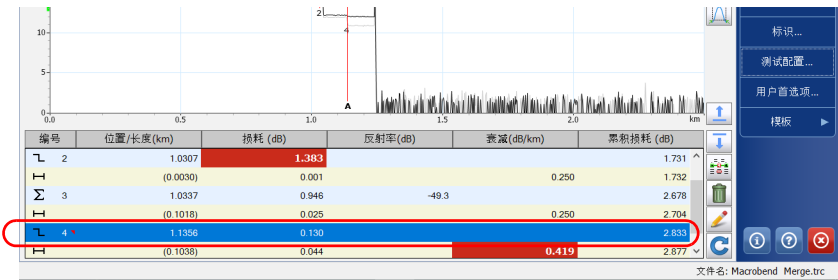 2
10-
4
5-
A
0-
0.0 0.5 1.0 1.5 2.0 km
标识...
测试配置...
用户首选项...
模板
编号 位置/长度(km) 损耗 (dB) 反射率(dB) 衰减(dB/km) 累积损耗 (dB)
2 1.0307 1.383 1.731
(0.0030) 0.001 0.250 1.732
Σ 3 1.0337 0.946 -49.3 2.678
(0.1018) 0.025 0.250 2.704
4 * 1.1356 0.130 2.833
(0.1038) 0.044 0.419 2.877
文件名: Macrobend Merge.trc